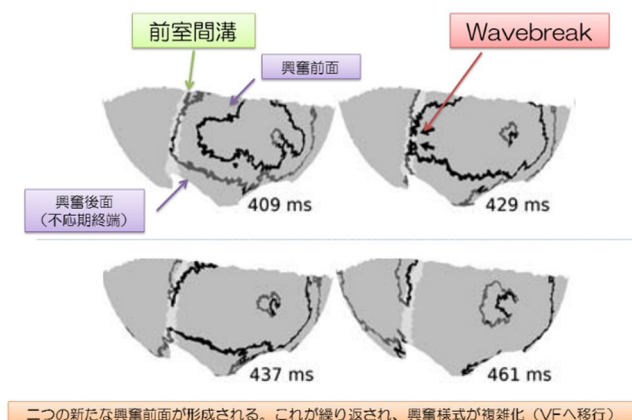 前室間溝
Wavebreak
興奮前面
興奮後面
(不応期終端)
409 ms
429 ms
437 ms
461 ms
二つの新たな興奮前面が形成される。これが繰り返され、興奮様式が複雑化（VFへ移行）